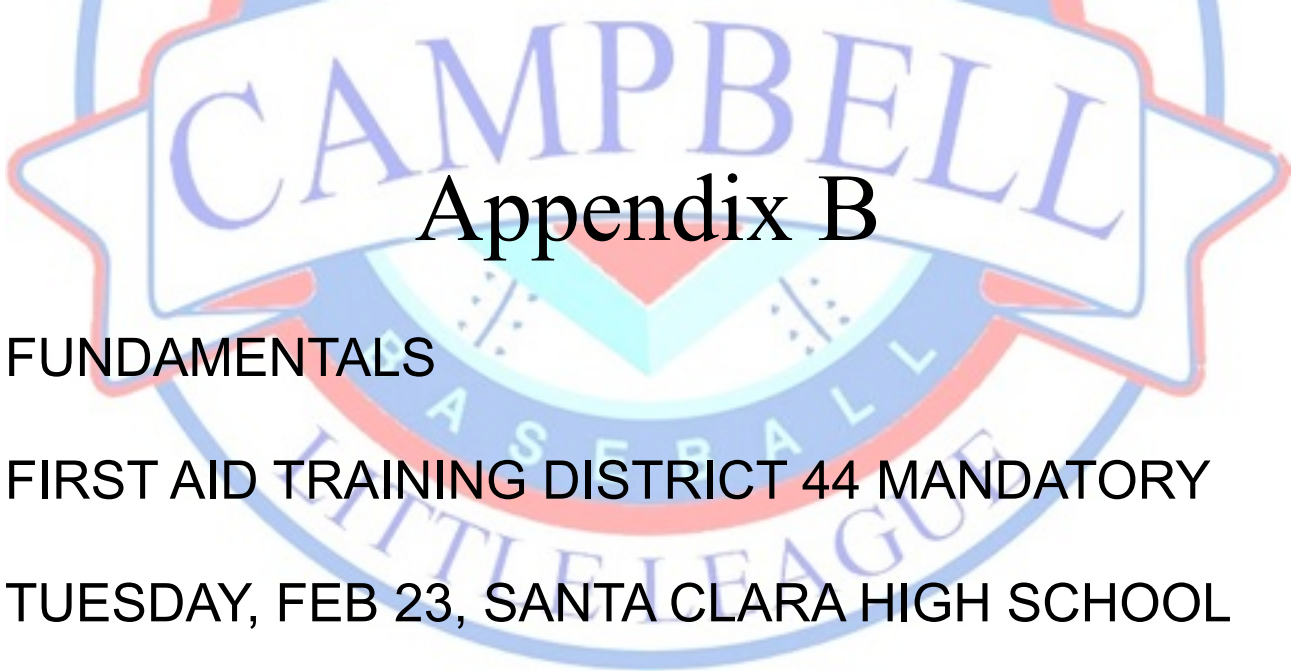 CAMPBELL
Appendix B
FUNDAMENTALS
BASEBALL
FIRST AID TRAINING DISTRICT 44 MANDATORY
LITTLE LEAGUE
TUESDAY, FEB 23, SANTA CLARA HIGH SCHOOL